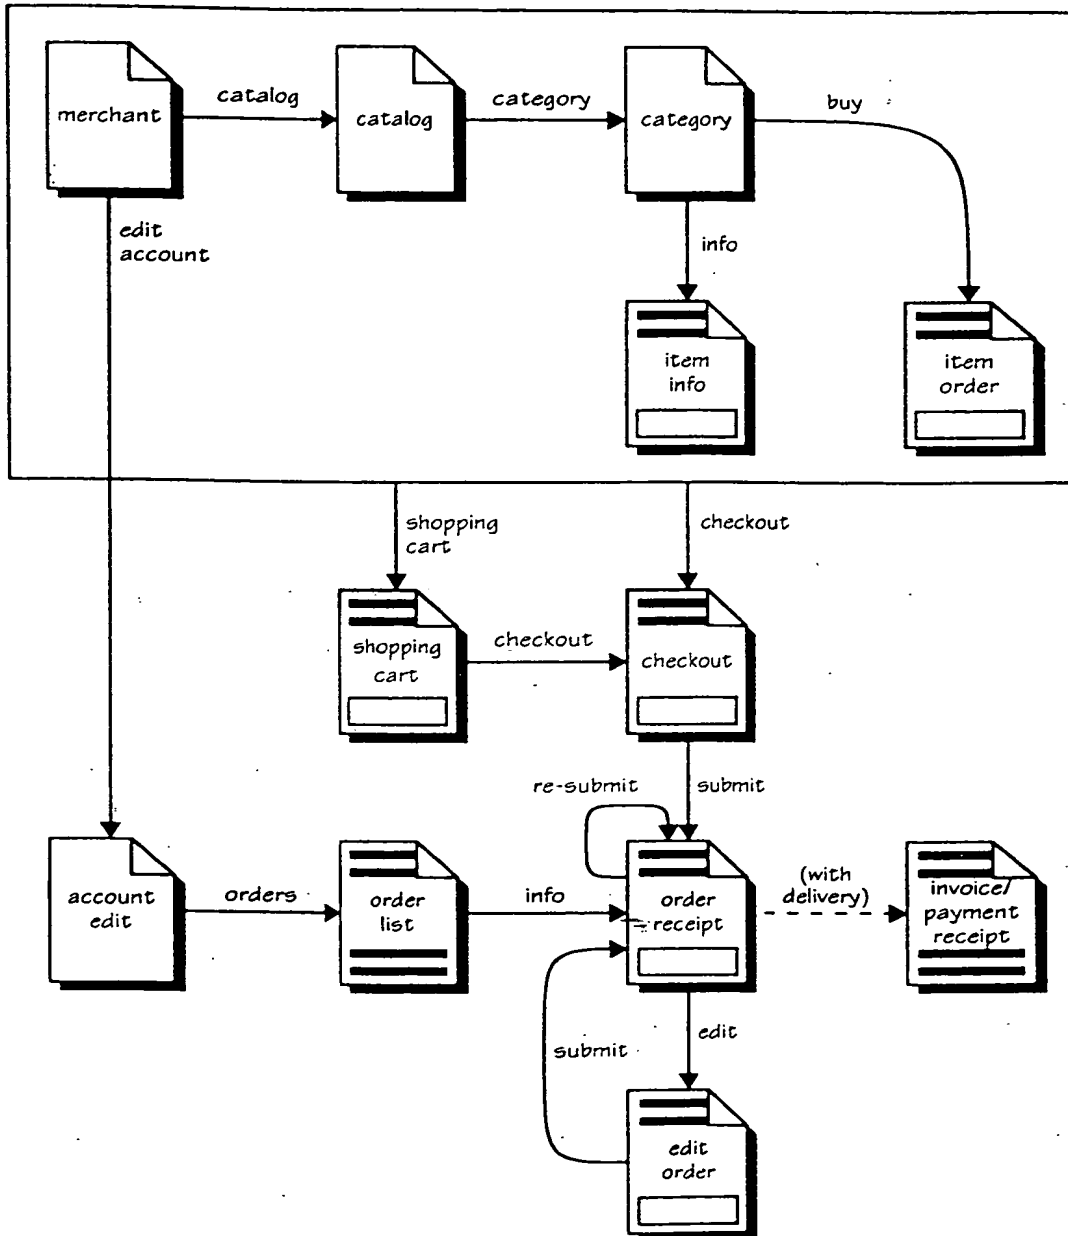 merchant
catalog
catalog
category
category
buy
edit
account
info
item
info
item
order
shopping
cart
checkout
shopping
cart
checkout
checkout
re-submit
submit
account
edit
orders
order
list
info
order
receipt
(with
delivery)
invoice/
payment
receipt
submit
edit
edit
order